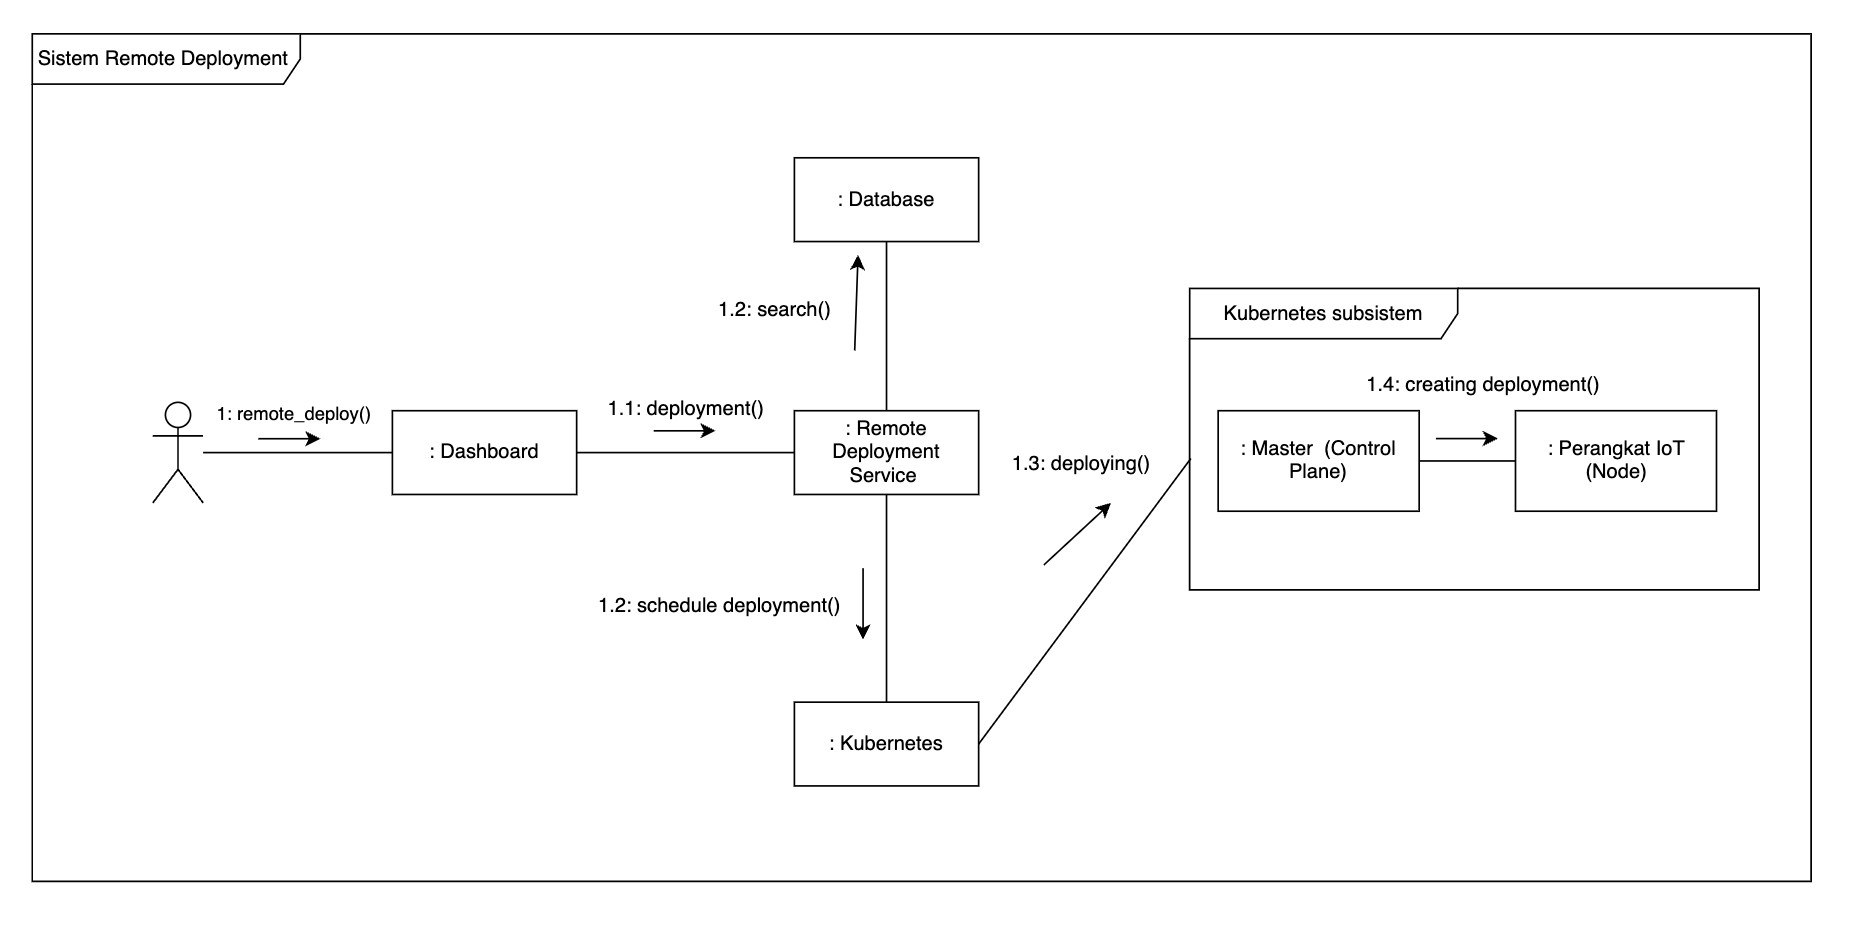 Sistem Remote Deployment
: Database
1.2: search()
Kubernetes subsistem
1.4: creating deployment()
1: remote_deploy()
1.1: deployment()
: Dashboard
: Remote
Deployment
Service
1.3: deploying()
: Master  (Control
Plane)
: Perangkat IoT
(Node)
1.2: schedule deployment()
: Kubernetes